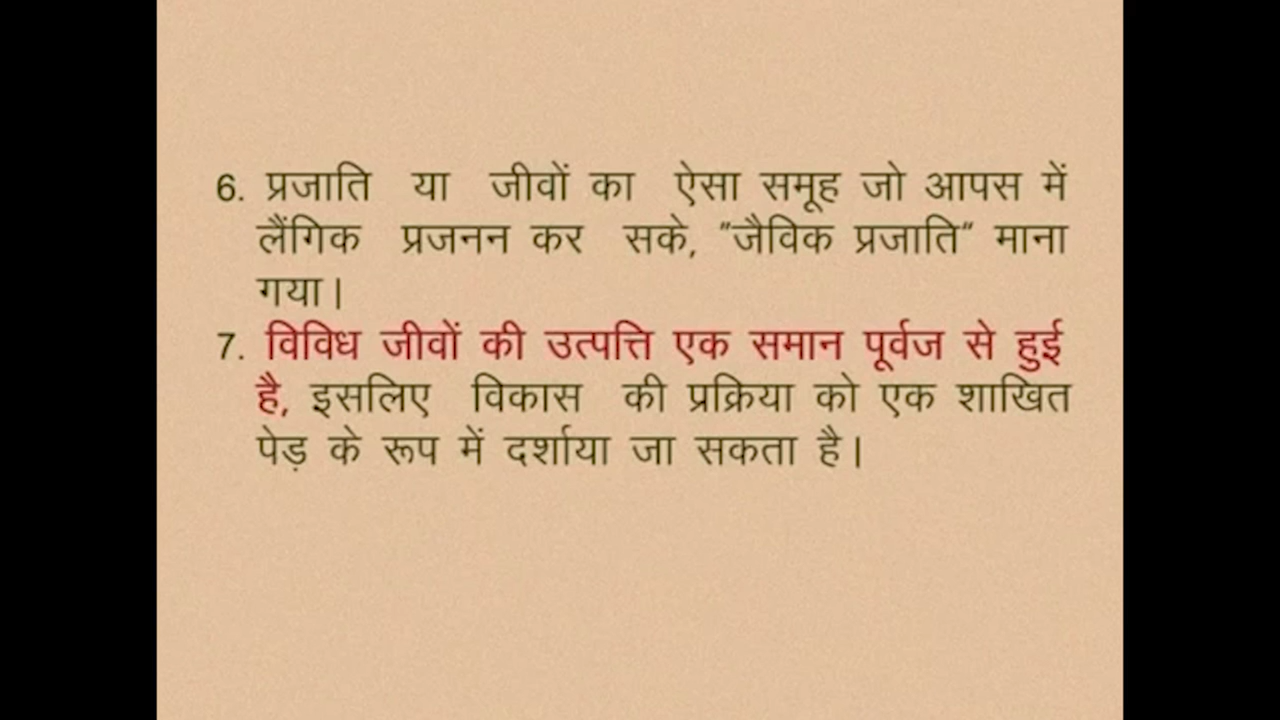 6. प्रजाति या जीवों का ऐसा समूह जो आपस में
लैंगिक प्रजनन कर सके, "जैविक प्रजाति" माना
गया।
7. विविध जीवों की उत्पत्ति एक समान पूर्वज से हुई
है, इसलिए विकास की प्रक्रिया को एक शाखित
पेड़ के रूप में दर्शाया जा सकता है।